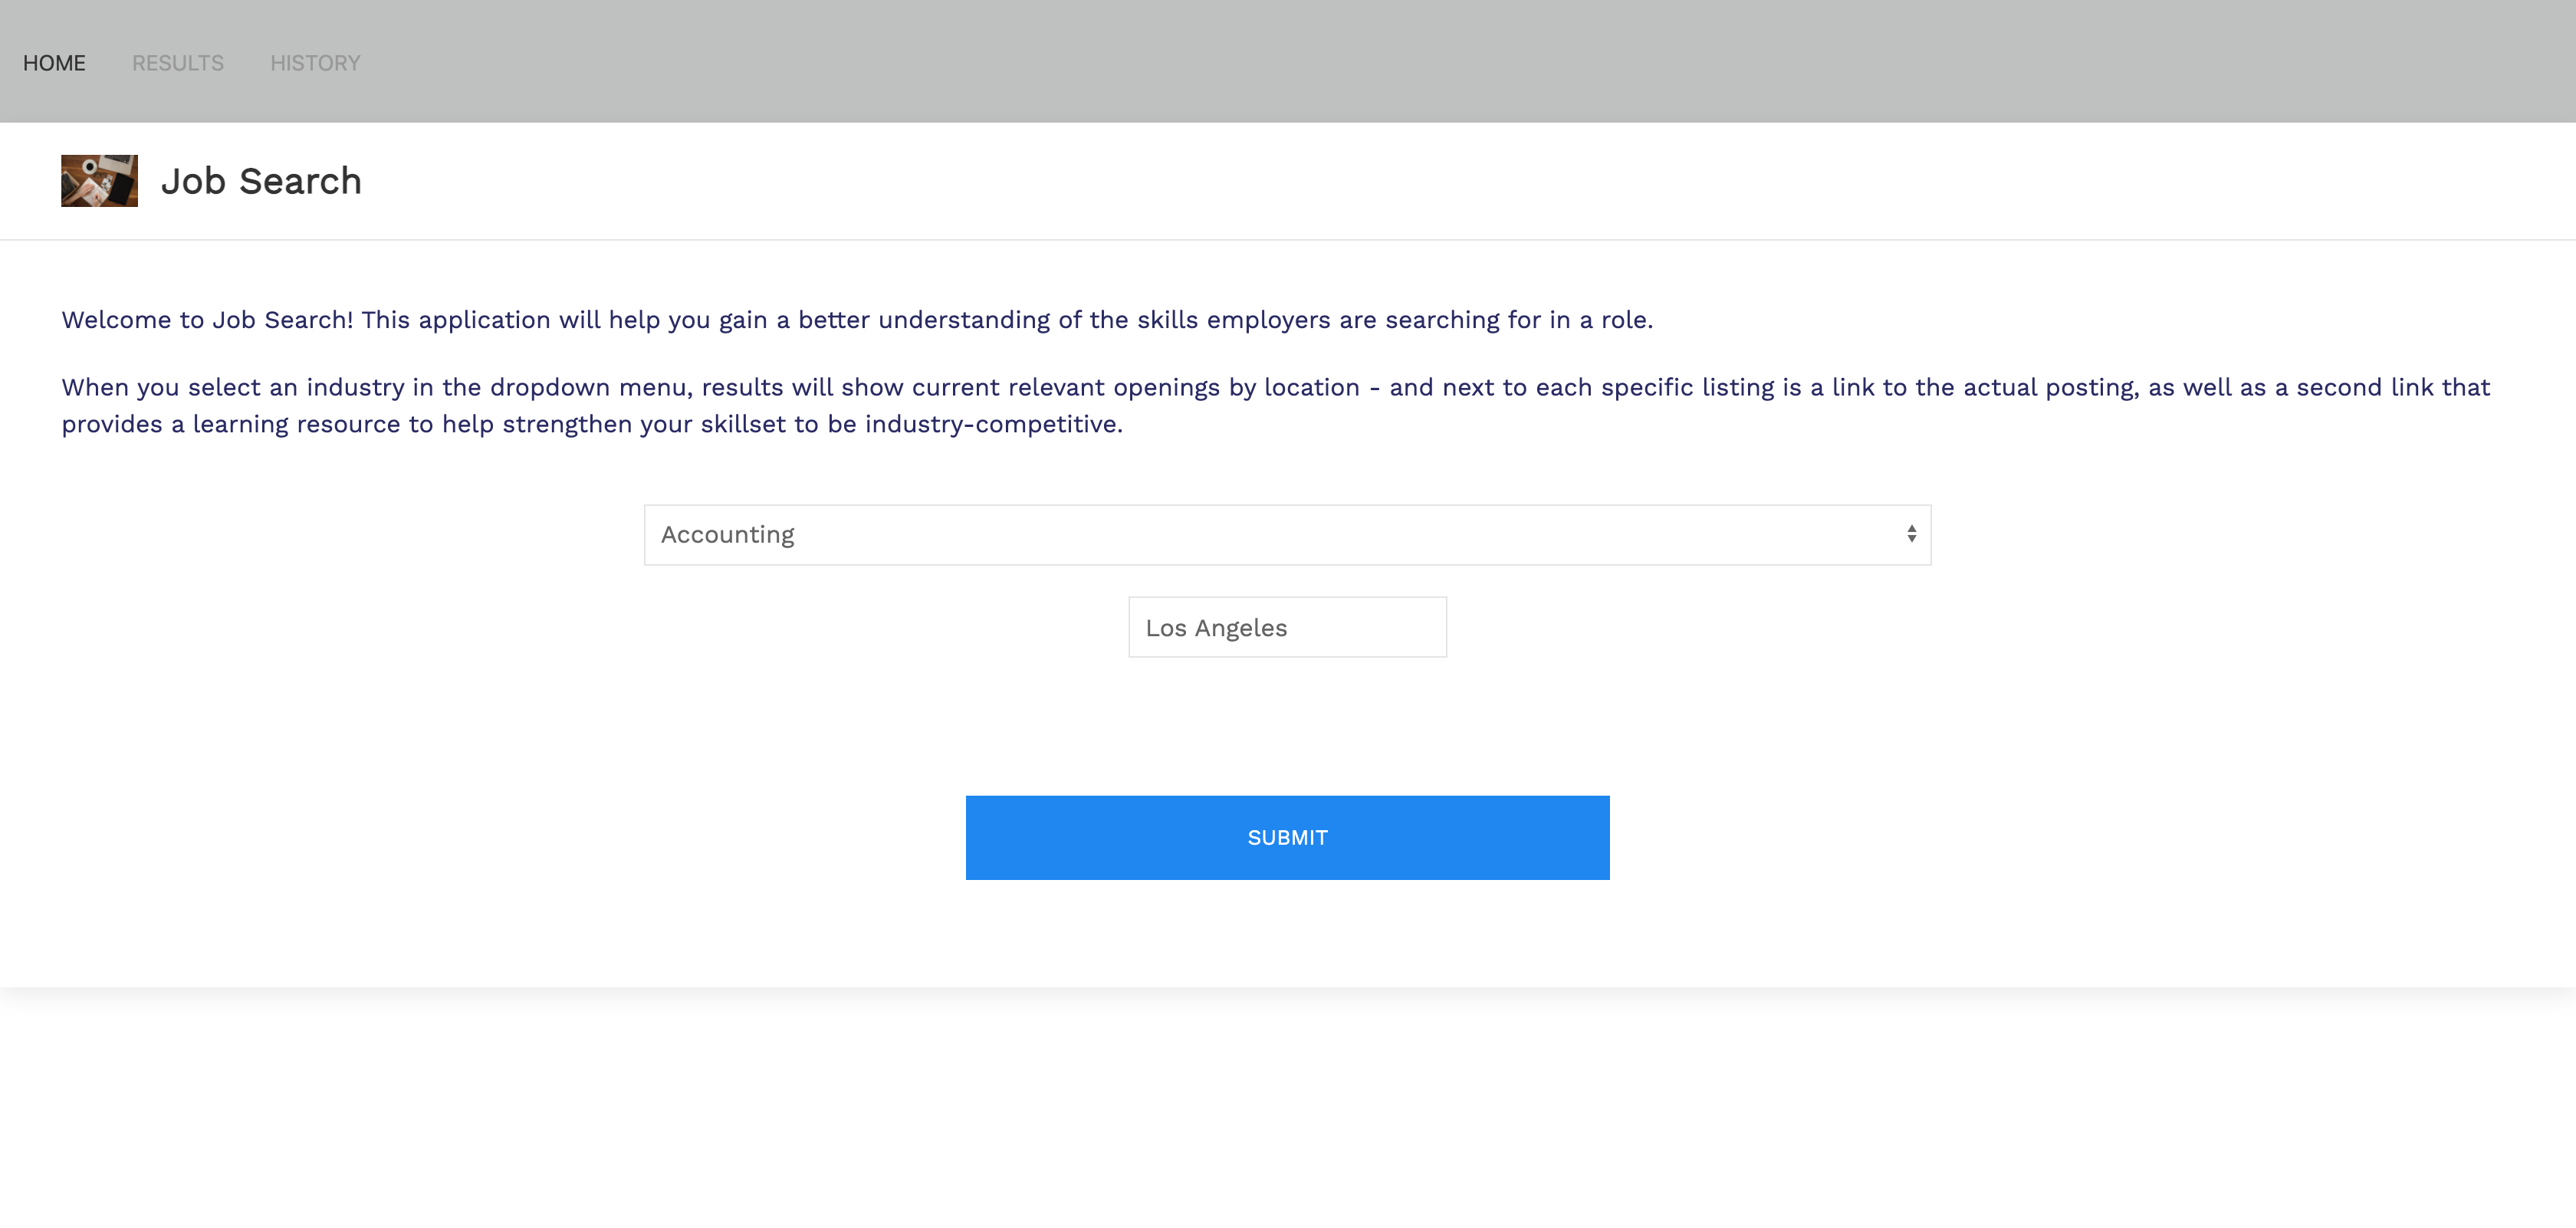 HOME RESULTS HISTORY
Job Search
Welcome to Job Search! This application will help you gain a better understanding of the skills employers are searching for in a role.
When you select an industry in the dropdown menu, results will show current relevant openings by location - and next to each specific listing is a link to the actual posting, as well as a second link that
provides a learning resource to help strengthen your skillset to be industry-competitive.
Accounting
Los Angeles
SUBMIT